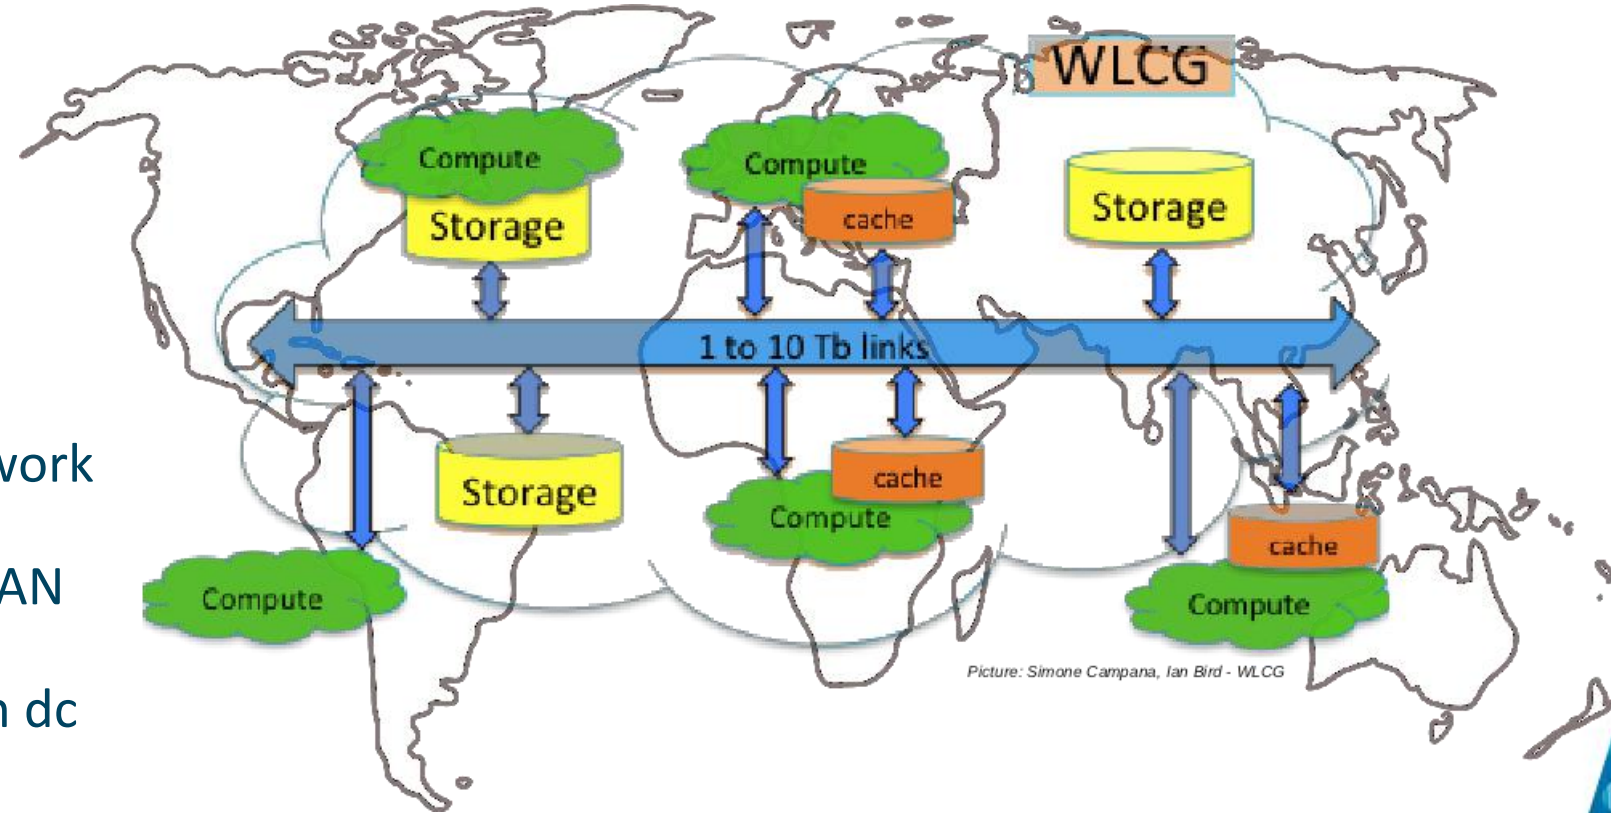 WLCG
Compute
Compute
Storage
cache
Storage
1 to 10 Tb links
work
Storage
cache
Compute
AN
Compute
cache
Compute
Picture: Simone Campana, Ian Bird - WLCG
dc